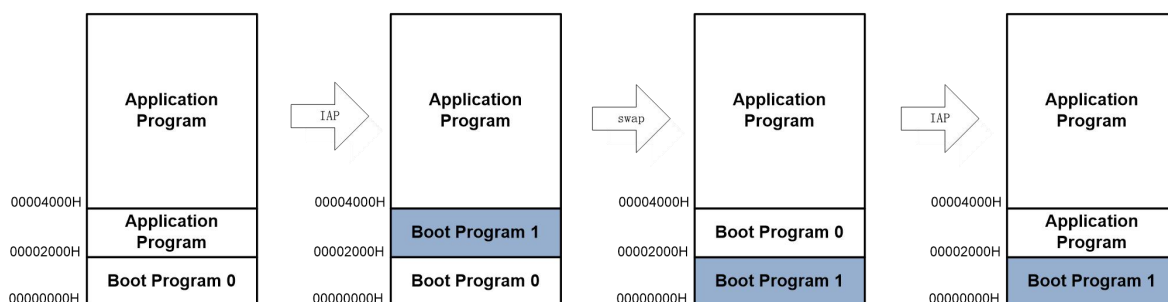 Application
Program
00004000H
Application
Program
00002000H
Boot Program 0
00000000H
IAP
Application
Program
00004000H
Boot Program 1
00002000H
Boot Program 0
00000000H
swap
Application
Program
00004000H
Boot Program 0
00002000H
Boot Program 1
00000000H
IAP
Application
Program
00004000H
Application
Program
00002000H
Boot Program 1
00000000H